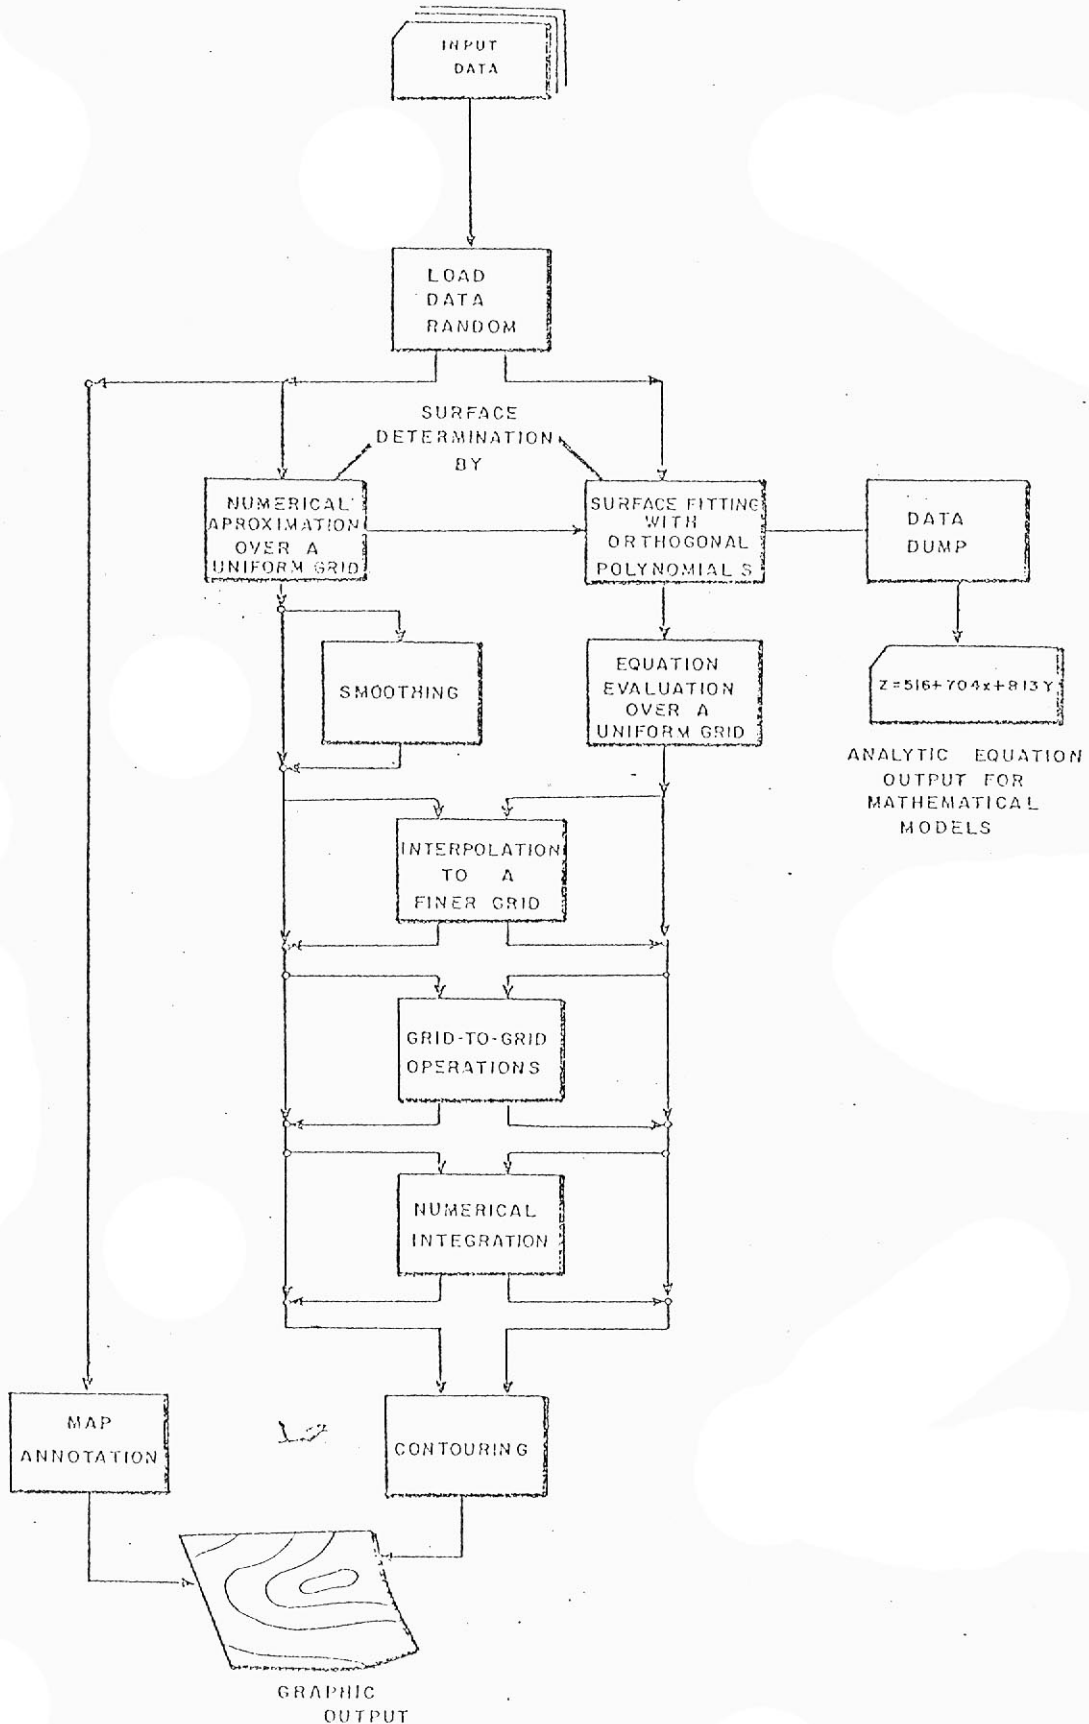 INPUT
DATA
LOAD
DATA
RANDOM
SURFACE
DETERMINATION
BY
NUMERICAL
APROXIMATION
OVER A
UNIFORM GRID
SURFACE FITTING
WITH
ORTHOGONAL
POLYNOMIALS
DATA
DUMP
SMOOTHING
EQUATION
EVALUATION
OVER A
UNIFORM GRID
Z=516+704x+813Y
ANALYTIC EQUATION
OUTPUT FOR
MATHEMATICAL
MODELS
INTERPOLATION
TO A
FINER GRID
GRID-TO-GRID
OPERATIONS
NUMERICAL
INTEGRATION
MAP
ANNOTATION
CONTOURING
GRAPHIC
OUTPUT